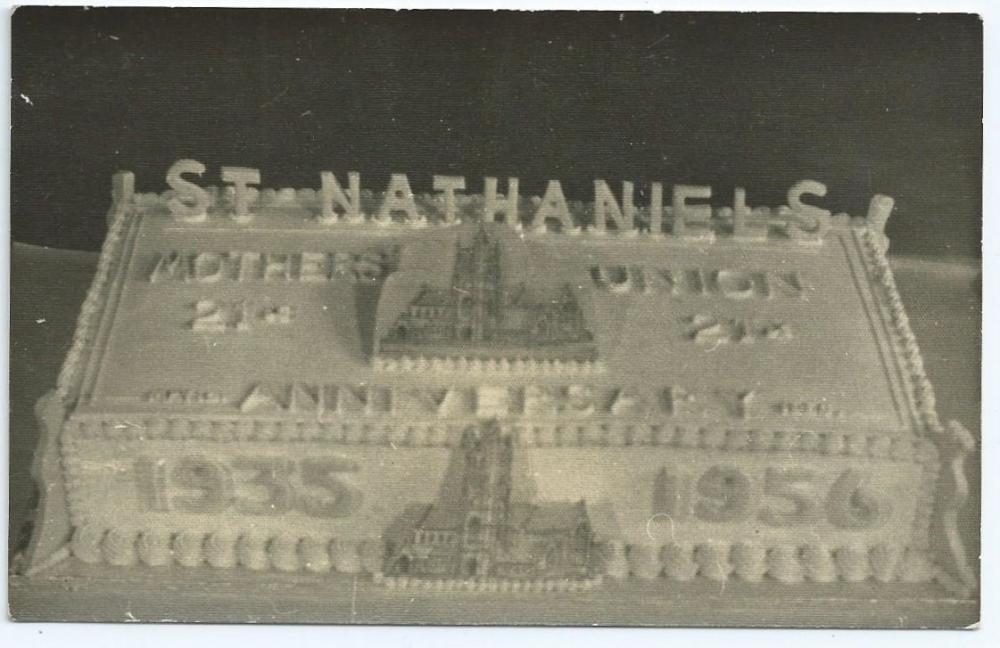 ST NATHANIELS
MOTHERS' UNION
21st 21st
ANNIVERSARY
1935 1956